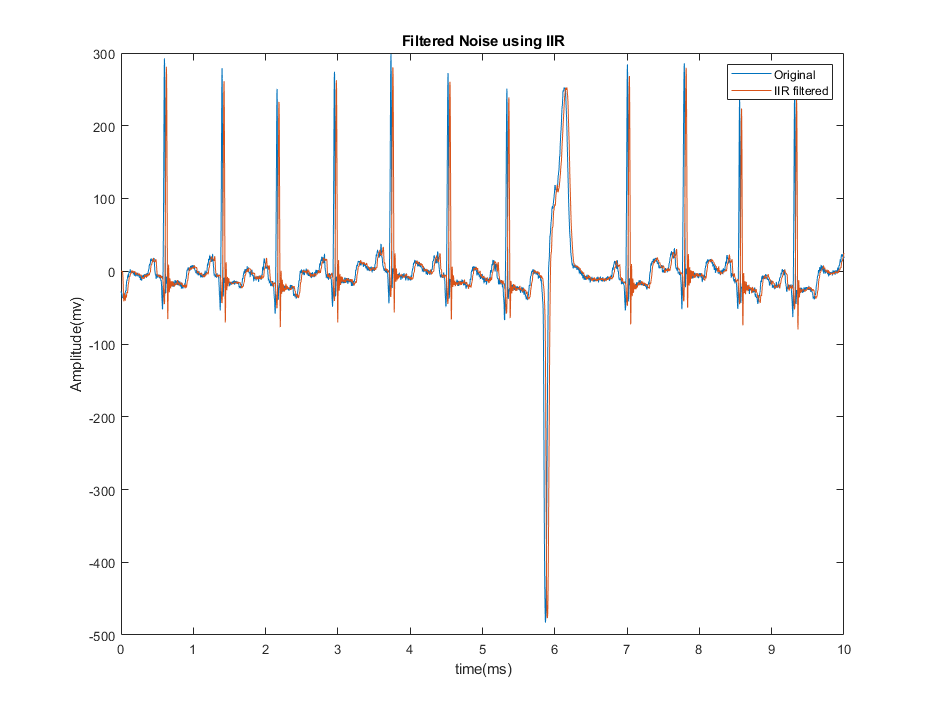 Filtered Noise using IIR
Original
IIR filtered
300
200
100
0
-100
-200
-300
-400
-500
Amplitude(mv)
0 1 2 3 4 5 6 7 8 9 10
time(ms)